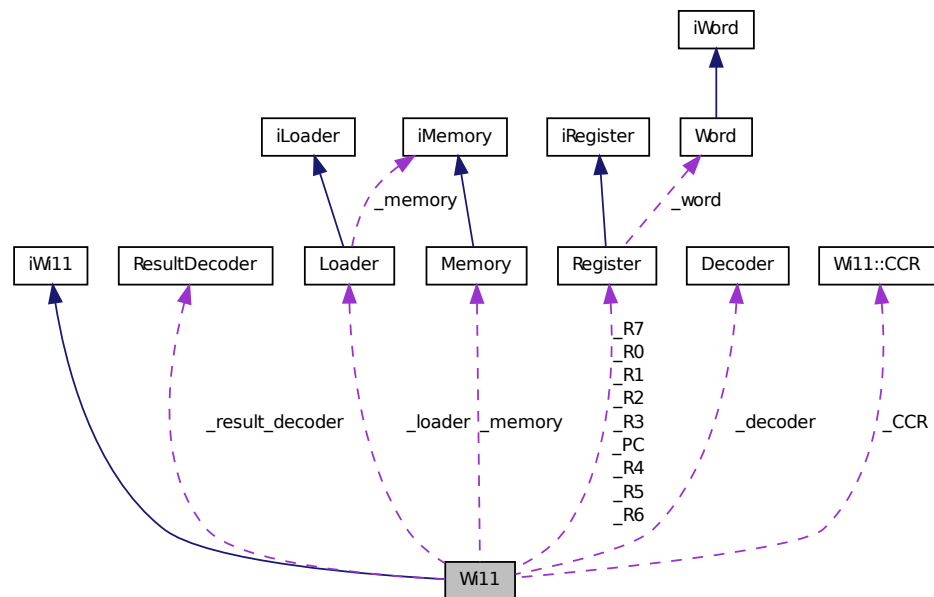 iWord
iLoader
iMemory
iRegister
Word
_memory
_word
iWi11
ResultDecoder
Loader
Memory
Register
Decoder
Wi11::CCR
_R7
_R0
_R1
_R2
_R3
_PC
_R4
_R5
_R6
_result_decoder
_loader
_memory
_decoder
_CCR
Wi11